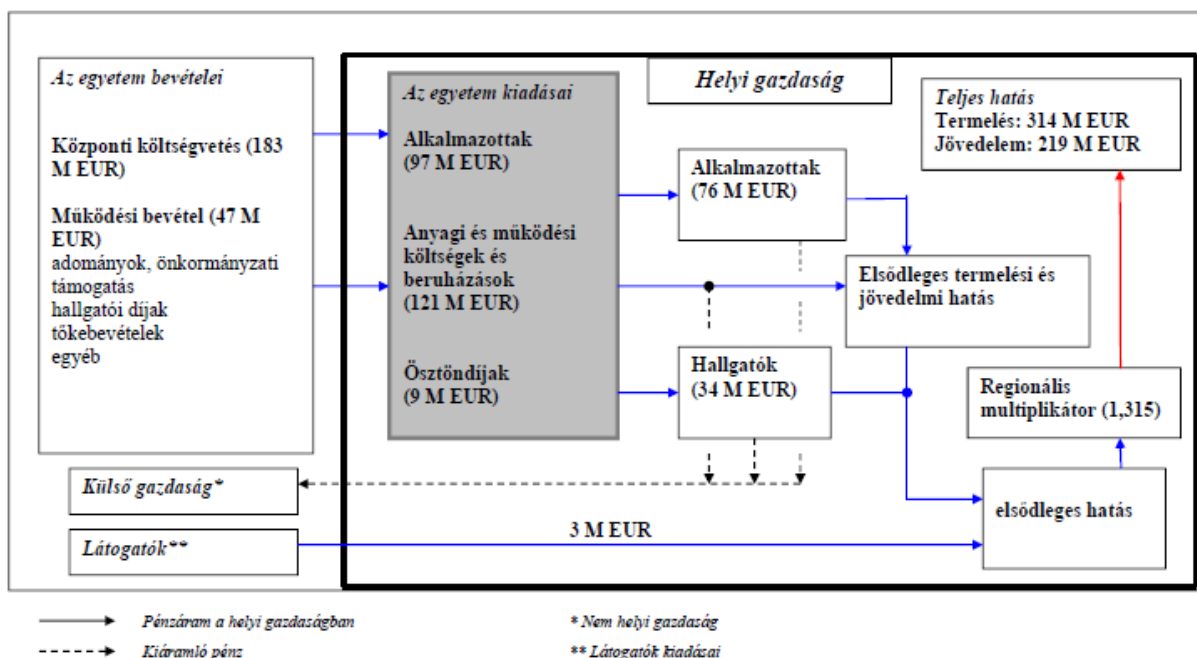 Az egyetem bevételei
Központi költségvetés (183
M EUR)
Működési bevétel (47 M
EUR)
adományok, önkormányzati
támogatás
hallgatói díjak
tőkebevételek
egyéb
Az egyetem kiadásai
Alkalmazottak
(97 M EUR)
Anyagi és működési
költségek és
beruházások
(121 M EUR)
Ösztöndíjak
(9 M EUR)
Helyi gazdaság
Alkalmazottak
(76 M EUR)
Hallgatók
(34 M EUR)
Elsődleges termelési és
jövedelmi hatás
Teljes hatás
Termelés: 314 M EUR
Jövedelem: 219 M EUR
Regionális
multiplikátor (1,315)
elsődleges hatás
Külső gazdaság*
Látogatók**
3 M EUR
Pénzáram a helyi gazdaságban
* Nem helyi gazdaság
Kiáramló pénz
** Látogatók kiadásai